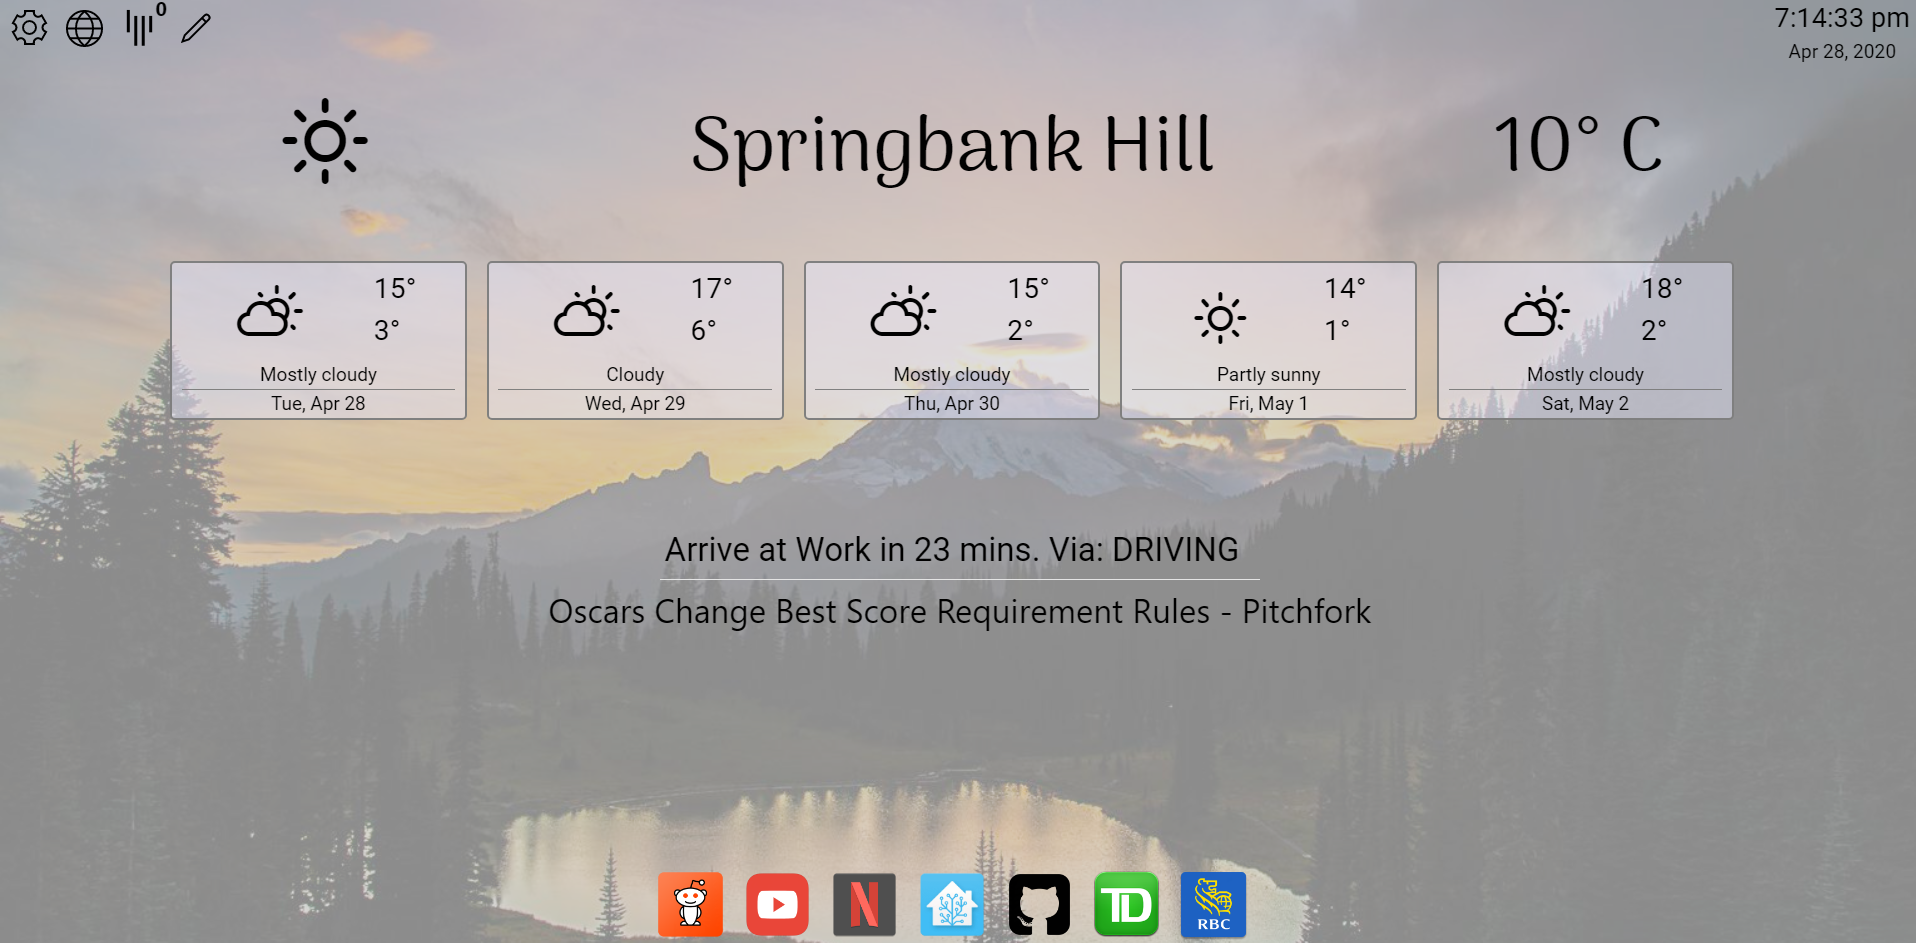 0
7:14:33 pm
Apr 28, 2020
Springbank Hill
10° C
15°
3°
Mostly cloudy
Tue, Apr 28
17°
6°
Cloudy
Wed, Apr 29
15°
2°
Mostly cloudy
Thu, Apr 30
14°
1°
Partly sunny
Fri, May 1
18°
2°
Mostly cloudy
Sat, May 2
Arrive at Work in 23 mins. Via: DRIVING
Oscars Change Best Score Requirement Rules - Pitchfork
N
TD
RBC